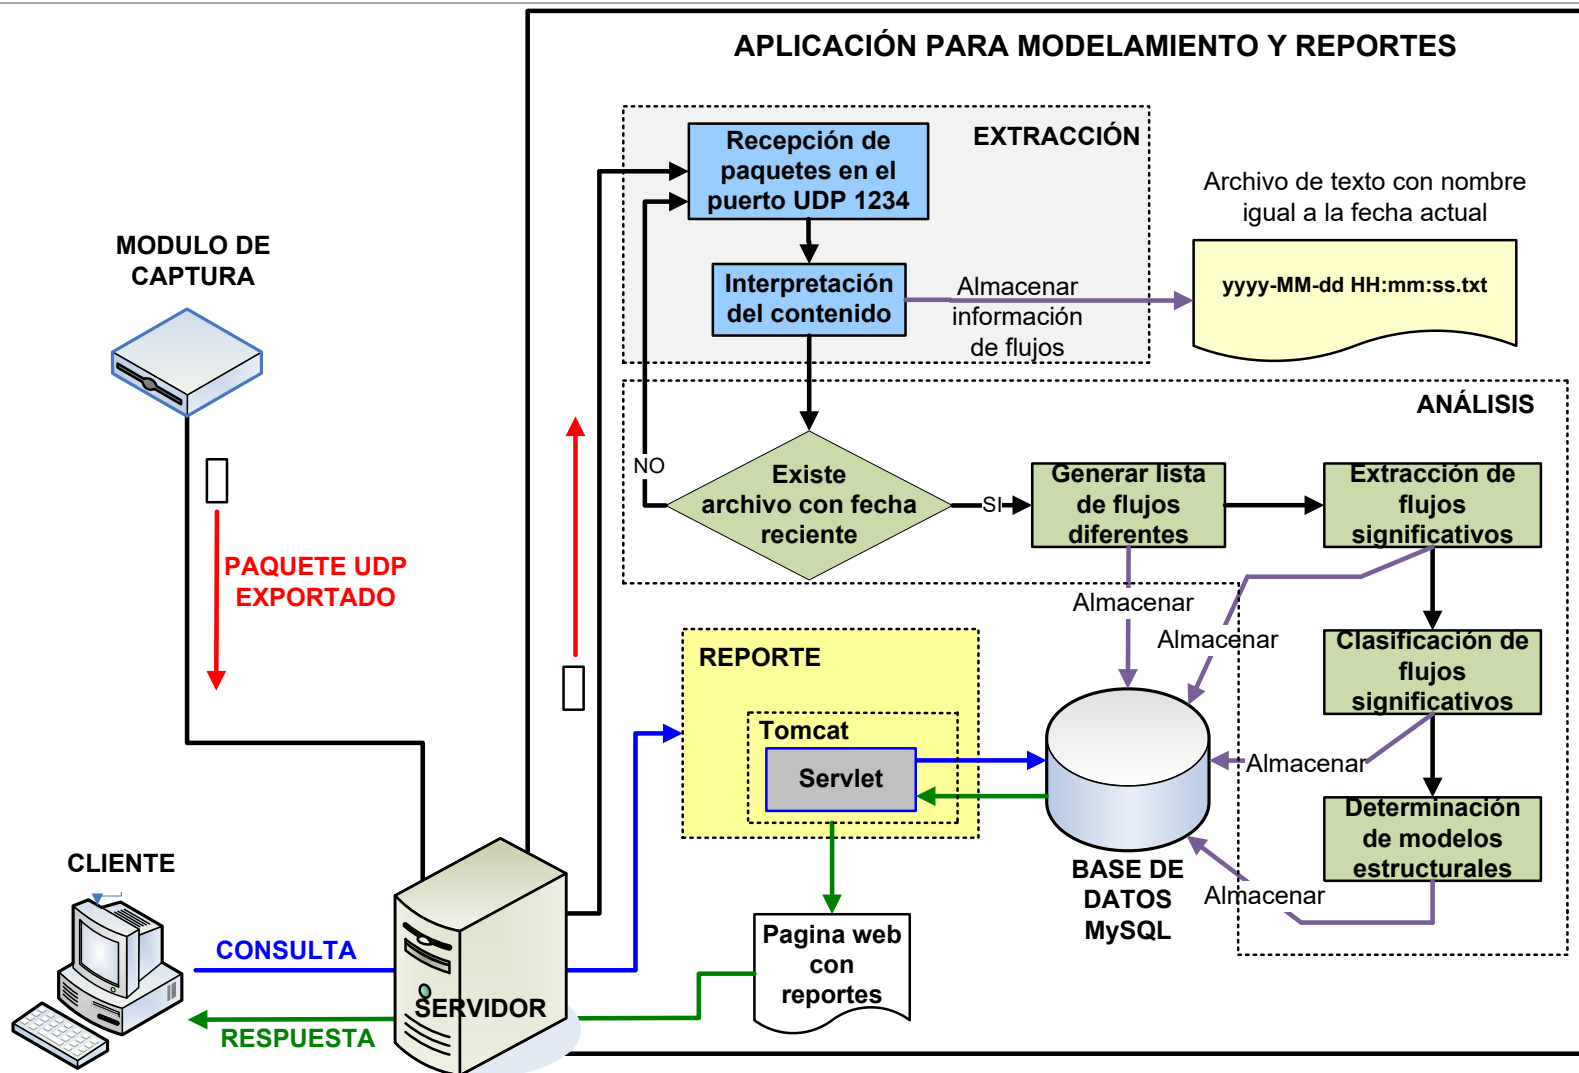 APLICACIÓN PARA MODELAMIENTO Y REPORTES
EXTRACCIÓN
Recepción de
paquetes en el
puerto UDP 1234
Archivo de texto con nombre
igual a la fecha actual
yyyy-MM-dd HH:mm:ss.txt
Interpretación
del contenido
Almacenar
información
de flujos
MODULO DE
CAPTURA
ANÁLISIS
NO
Existe
archivo con fecha
reciente
SI
Generar lista
de flujos
diferentes
Extracción de
flujos
significativos
PAQUETE UDP
EXPORTADO
Almacenar
Almacenar
Clasificación de
flujos
significativos
REPORTE
Tomcat
Servlet
Almacenar
Determinación
de modelos
estructurales
BASE DE
DATOS
MySQL
Almacenar
CLIENTE
CONSULTA
SERVIDOR
RESPUESTA
Pagina web
con
reportes